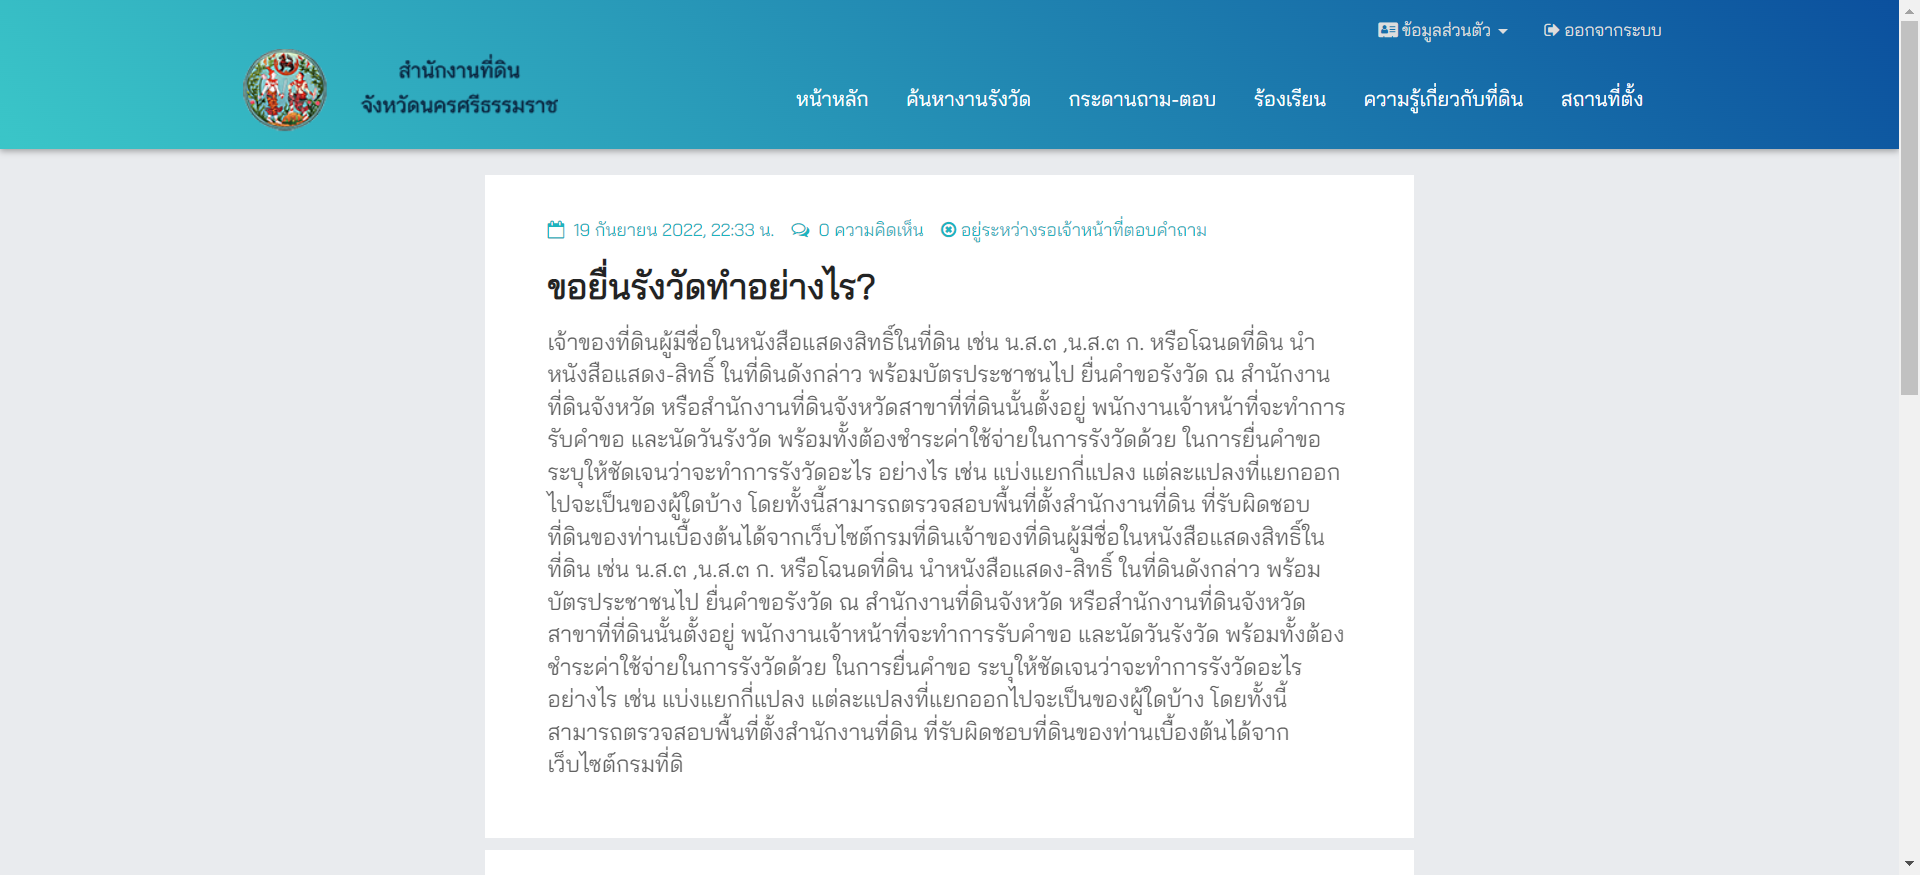 ข้อมูลส่วนตัว
ออกจากระบบ
สำนักงานที่ดิน
จังหวัดนครศรีธรรมราช
หน้าหลัก ค้นหางานรังวัด กระดานถาม-ตอบ ร้องเรียน ความรู้เกี่ยวกับที่ดิน สถานที่ตั้ง
19 กันยายน 2022, 22:33 น. 0 ความคิดเห็น อยู่ระหว่างรอเจ้าหน้าที่ตอบคำถาม
ขอยื่นรังวัดทำอย่างไร?
เจ้าของที่ดินผู้มีชื่อในหนังสือแสดงสิทธิ์ในที่ดิน เช่น น.ส.๓ ,น.ส.๓ ก. หรือโฉนดที่ดิน นำ
หนังสือแสดง-สิทธิ์ ในที่ดินดังกล่าว พร้อมบัตรประชาชนไป ยื่นคำขอรังวัด ณ สำนักงาน
ที่ดินจังหวัด หรือสำนักงานที่ดินจังหวัดสาขาที่ที่ดินนั้นตั้งอยู่ พนักงานเจ้าหน้าที่จะทำการ
รับคำขอ และนัดวันรังวัด พร้อมทั้งต้องชำระค่าใช้จ่ายในการรังวัดด้วย ในการยื่นคำขอ
ระบุให้ชัดเจนว่าจะทำการรังวัดอะไร อย่างไร เช่น แบ่งแยกกี่แปลง แต่ละแปลงที่แยกออก
ไปจะเป็นของผู้ใดบ้าง โดยทั้งนี้สามารถตรวจสอบพื้นที่ตั้งสำนักงานที่ดิน ที่รับผิดชอบ
ที่ดินของท่านเบื้องต้นได้จากเว็บไซต์กรมที่ดินเจ้าของที่ดินผู้มีชื่อในหนังสือแสดงสิทธิ์ใน
ที่ดิน เช่น น.ส.๓ ,น.ส.๓ ก. หรือโฉนดที่ดิน นำหนังสือแสดง-สิทธิ์ ในที่ดินดังกล่าว พร้อม
บัตรประชาชนไป ยื่นคำขอรังวัด ณ สำนักงานที่ดินจังหวัด หรือสำนักงานที่ดินจังหวัด
สาขาที่ที่ดินนั้นตั้งอยู่ พนักงานเจ้าหน้าที่จะทำการรับคำขอ และนัดวันรังวัด พร้อมทั้งต้อง
ชำระค่าใช้จ่ายในการรังวัดด้วย ในการยื่นคำขอ ระบุให้ชัดเจนว่าจะทำการรังวัดอะไร
อย่างไร เช่น แบ่งแยกกี่แปลง แต่ละแปลงที่แยกออกไปจะเป็นของผู้ใดบ้าง โดยทั้งนี้
สามารถตรวจสอบพื้นที่ตั้งสำนักงานที่ดิน ที่รับผิดชอบที่ดินของท่านเบื้องต้นได้จาก
เว็บไซต์กรมที่ดิ